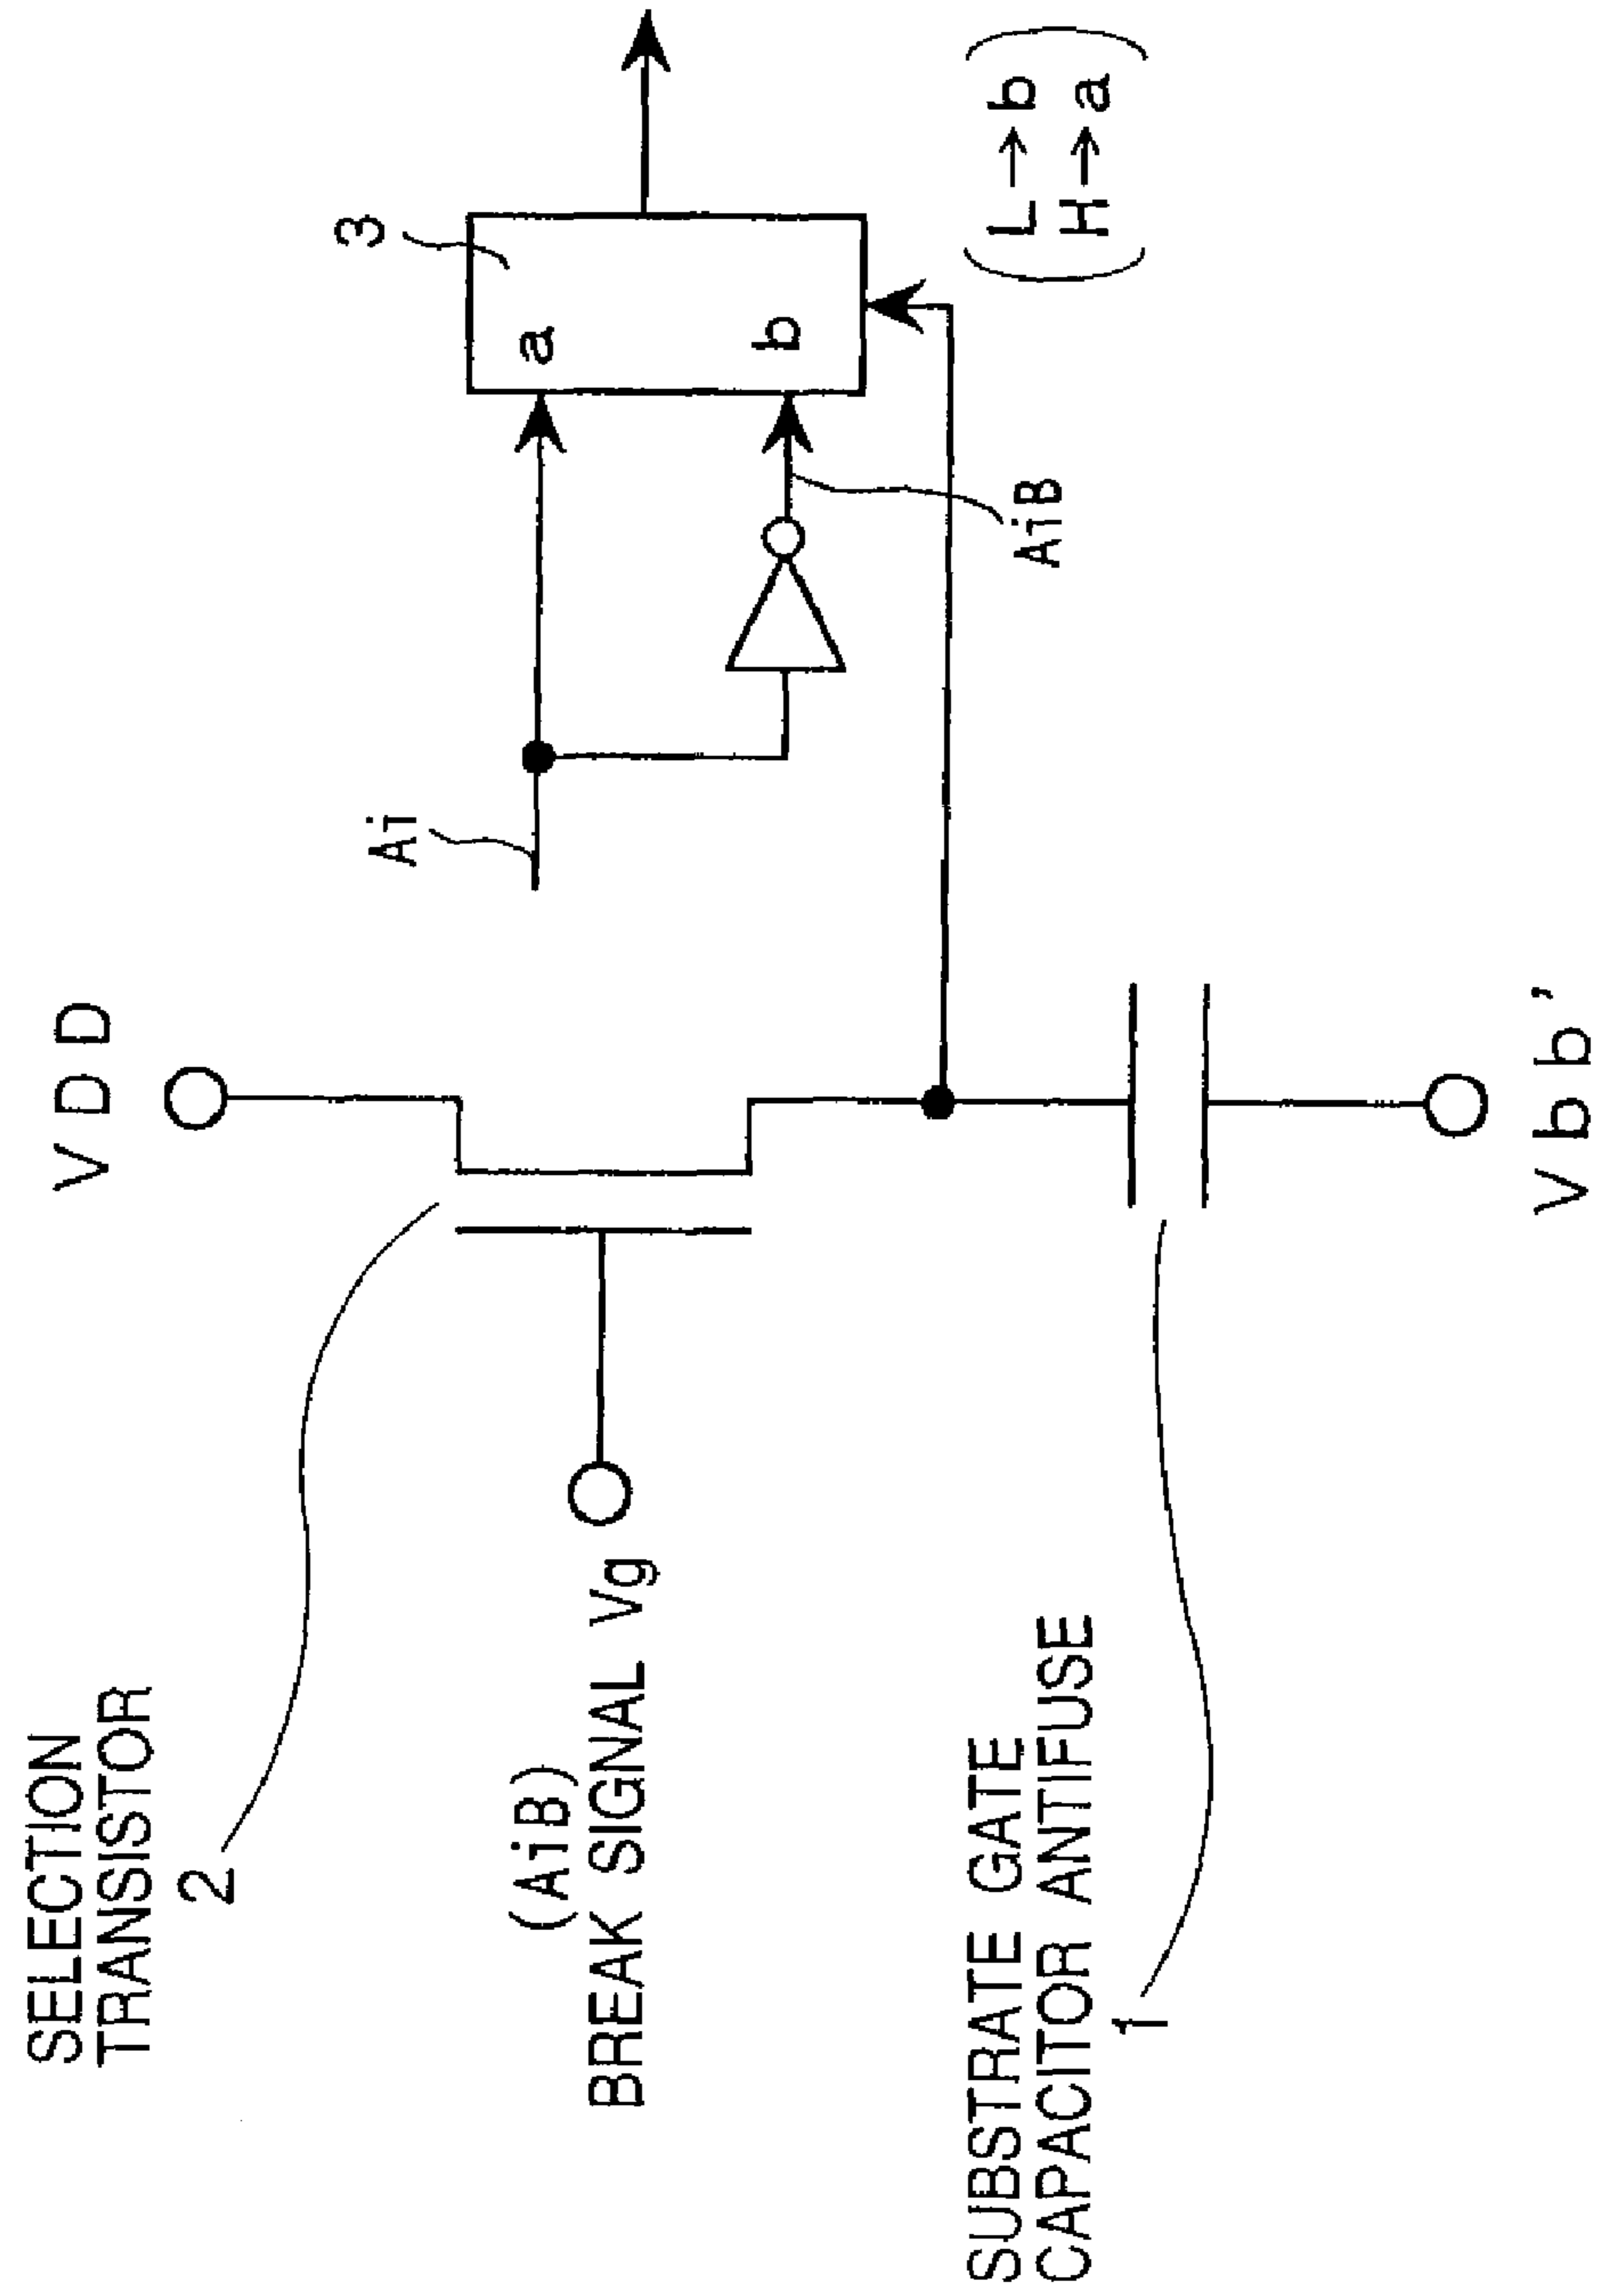 SELECTION
TRANSISTOR
2
VDD
(AiB)
BREAK SIGNAL Vg
SUBSTRATE GATE
CAPACITOR ANTIFUSE
1
Vbb'
Ai
3
a
b
AiB
L→b
H→a